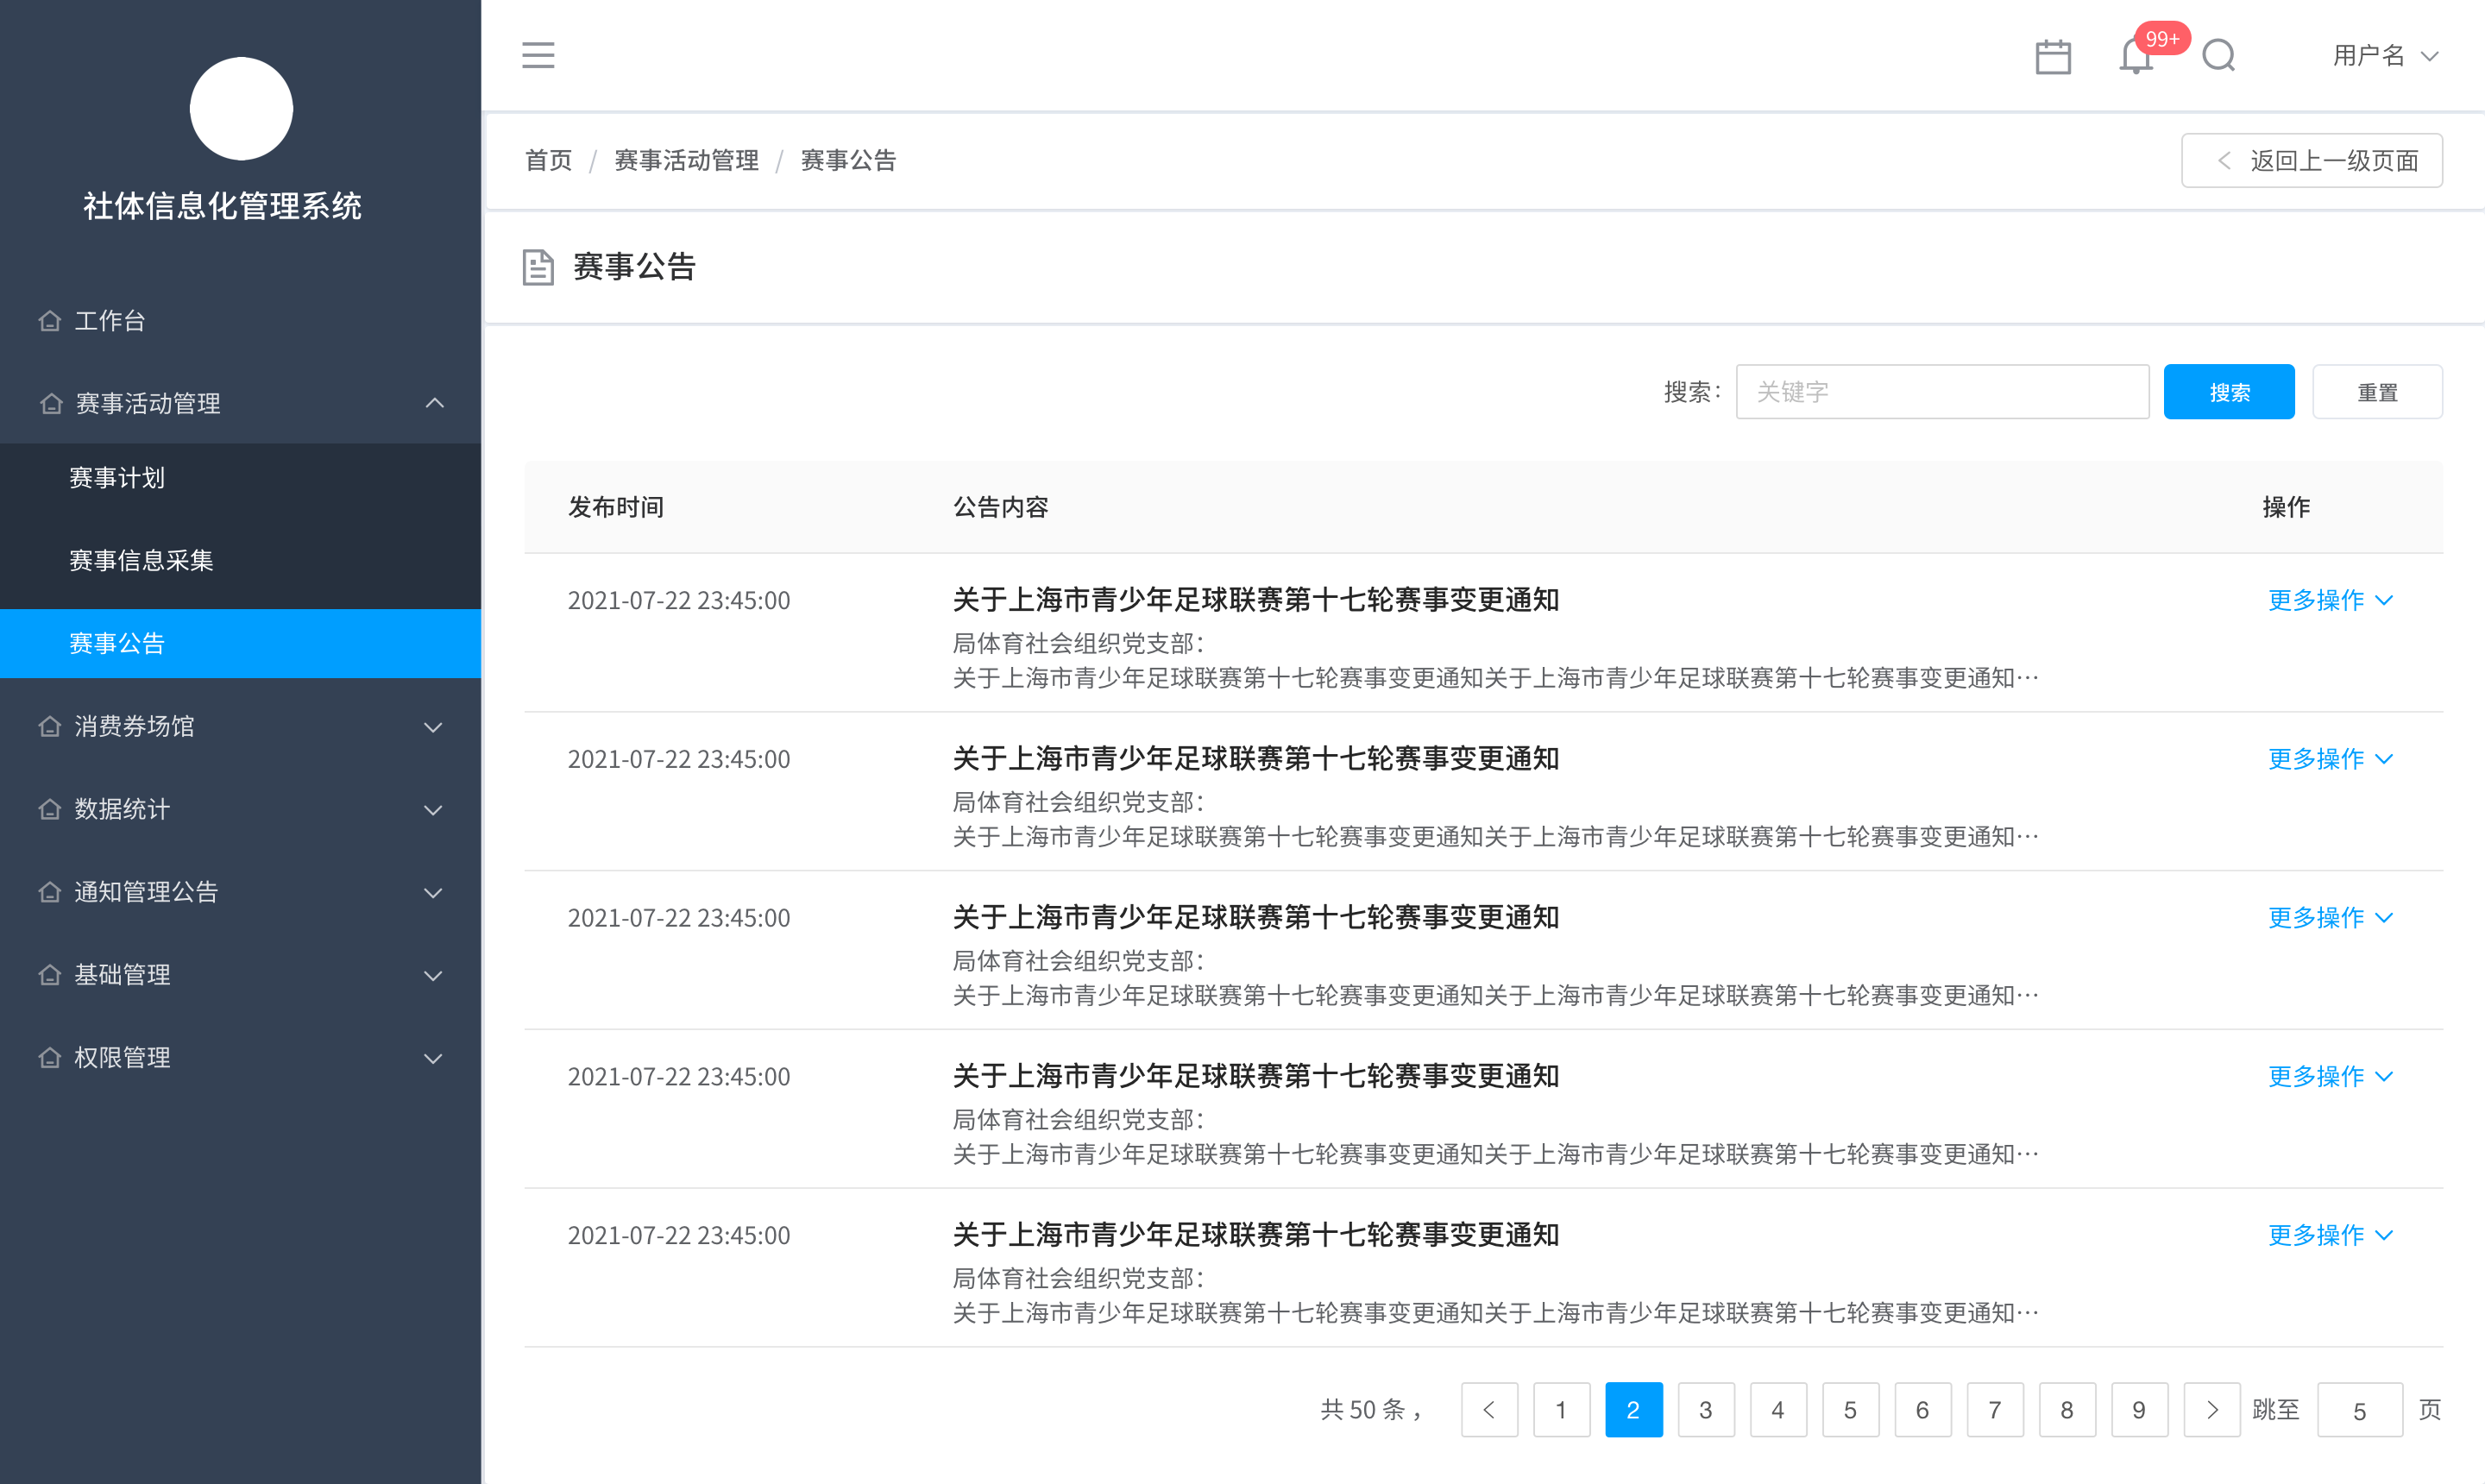 社体信息化管理系统
工作台
赛事活动管理
赛事计划
赛事信息采集
赛事公告
消费券场馆
数据统计
通知管理公告
基础管理
权限管理
99+
用户名
首页 / 赛事活动管理 / 赛事公告
返回上一级页面
赛事公告
搜索：
关键字
搜索
重置
发布时间 公告内容 操作
2021-07-22 23:45:00 关于上海市青少年足球联赛第十七轮赛事变更通知 更多操作
局体育社会组织党支部：
关于上海市青少年足球联赛第十七轮赛事变更通知关于上海市青少年足球联赛第十七轮赛事变更通知…
2021-07-22 23:45:00 关于上海市青少年足球联赛第十七轮赛事变更通知 更多操作
局体育社会组织党支部：
关于上海市青少年足球联赛第十七轮赛事变更通知关于上海市青少年足球联赛第十七轮赛事变更通知…
2021-07-22 23:45:00 关于上海市青少年足球联赛第十七轮赛事变更通知 更多操作
局体育社会组织党支部：
关于上海市青少年足球联赛第十七轮赛事变更通知关于上海市青少年足球联赛第十七轮赛事变更通知…
2021-07-22 23:45:00 关于上海市青少年足球联赛第十七轮赛事变更通知 更多操作
局体育社会组织党支部：
关于上海市青少年足球联赛第十七轮赛事变更通知关于上海市青少年足球联赛第十七轮赛事变更通知…
2021-07-22 23:45:00 关于上海市青少年足球联赛第十七轮赛事变更通知 更多操作
局体育社会组织党支部：
关于上海市青少年足球联赛第十七轮赛事变更通知关于上海市青少年足球联赛第十七轮赛事变更通知…
共 50 条， 1 2 3 4 5 6 7 8 9 跳至 5 页